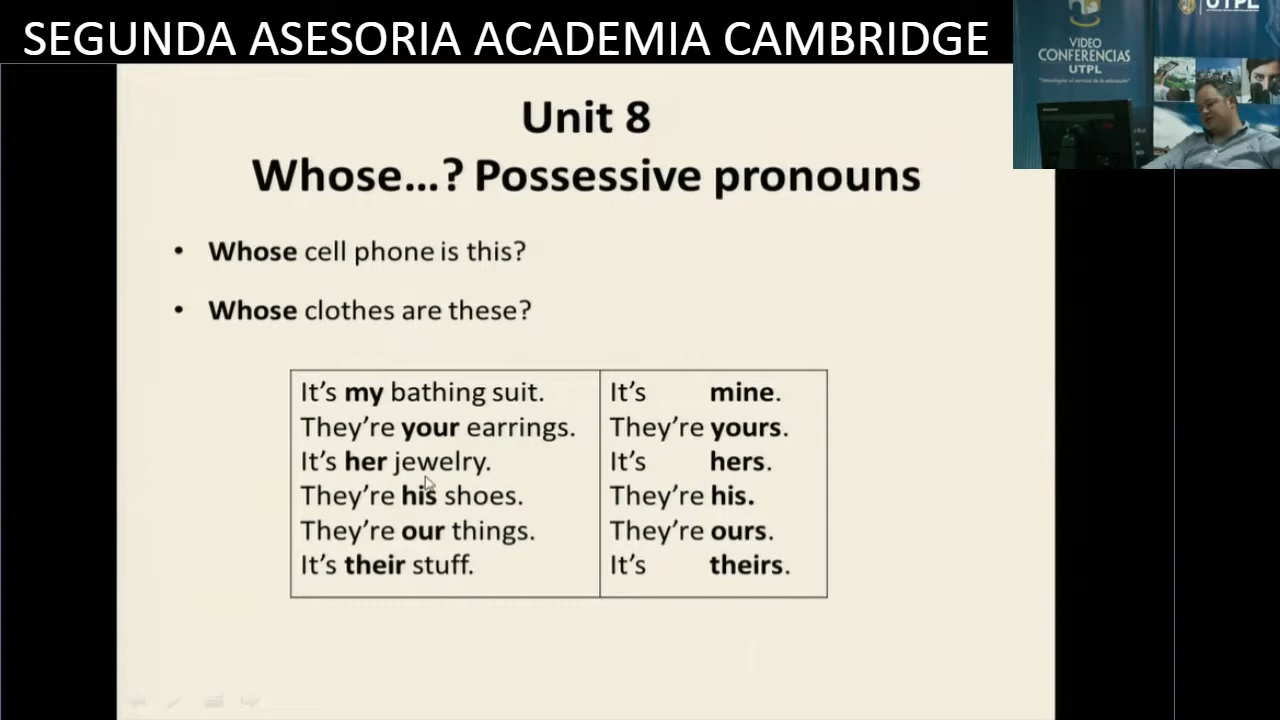 SEGUNDA ASESORIA ACADEMIA CAMBRIDGE
UTPL
VIDEO
CONFERENCIAS
UTPL
Unit 8
Whose...? Possessive pronouns
• Whose cell phone is this?
• Whose clothes are these?
It's my bathing suit.
They're your earrings.
It's her jewelry.
They're his shoes.
They're our things.
It's their stuff.
It's mine.
They're yours.
It's hers.
They're his.
They're ours.
It's theirs.